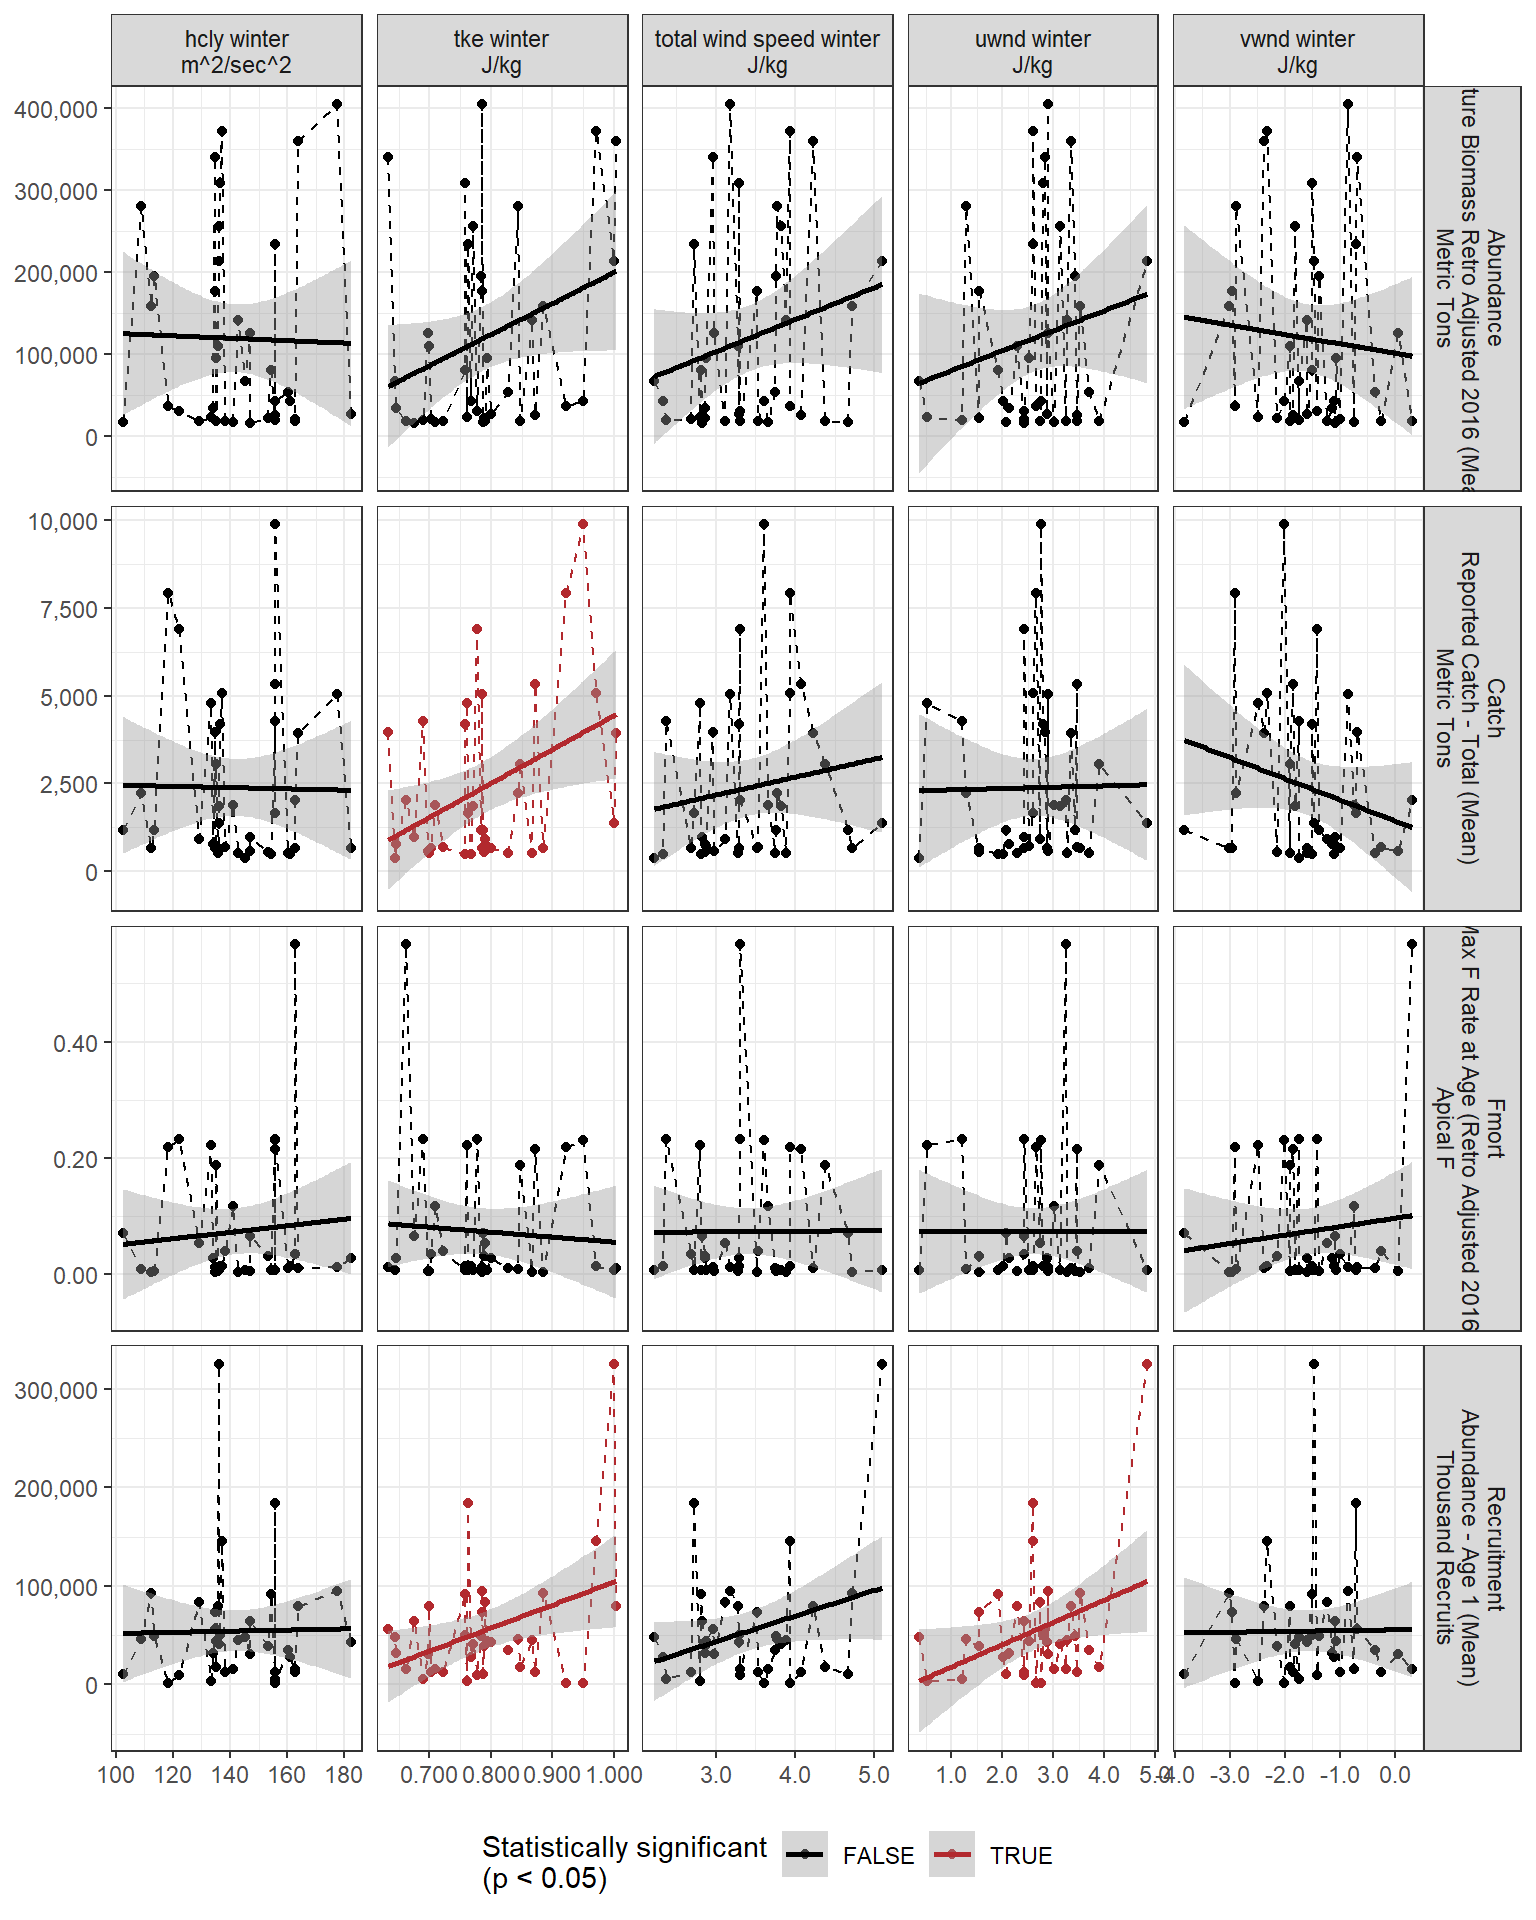 hcly winter
m^2/sec^2
tke winter
J/kg
total wind speed winter
J/kg
uwnd winter
J/kg
vwnd winter
J/kg
400,000
300,000
200,000
100,000
0
Abundance
ture Biomass Retro Adjusted 2016 (Mea
Metric Tons
10,000
7,500
5,000
2,500
0
Catch
Reported Catch - Total (Mean)
Metric Tons
0.40
0.20
0.00
Fmort
Max F Rate at Age (Retro Adjusted 2016
Apical F
300,000
200,000
100,000
0
Recruitment
Abundance - Age 1 (Mean)
Thousand Recruits
100 120 140 160 180
0.700 0.800 0.900 1.000
3.0 4.0 5.0
1.0 2.0 3.0 4.0 5.0
-4.0 -3.0 -2.0 -1.0 0.0
Statistically significant
(p < 0.05)
FALSE
TRUE